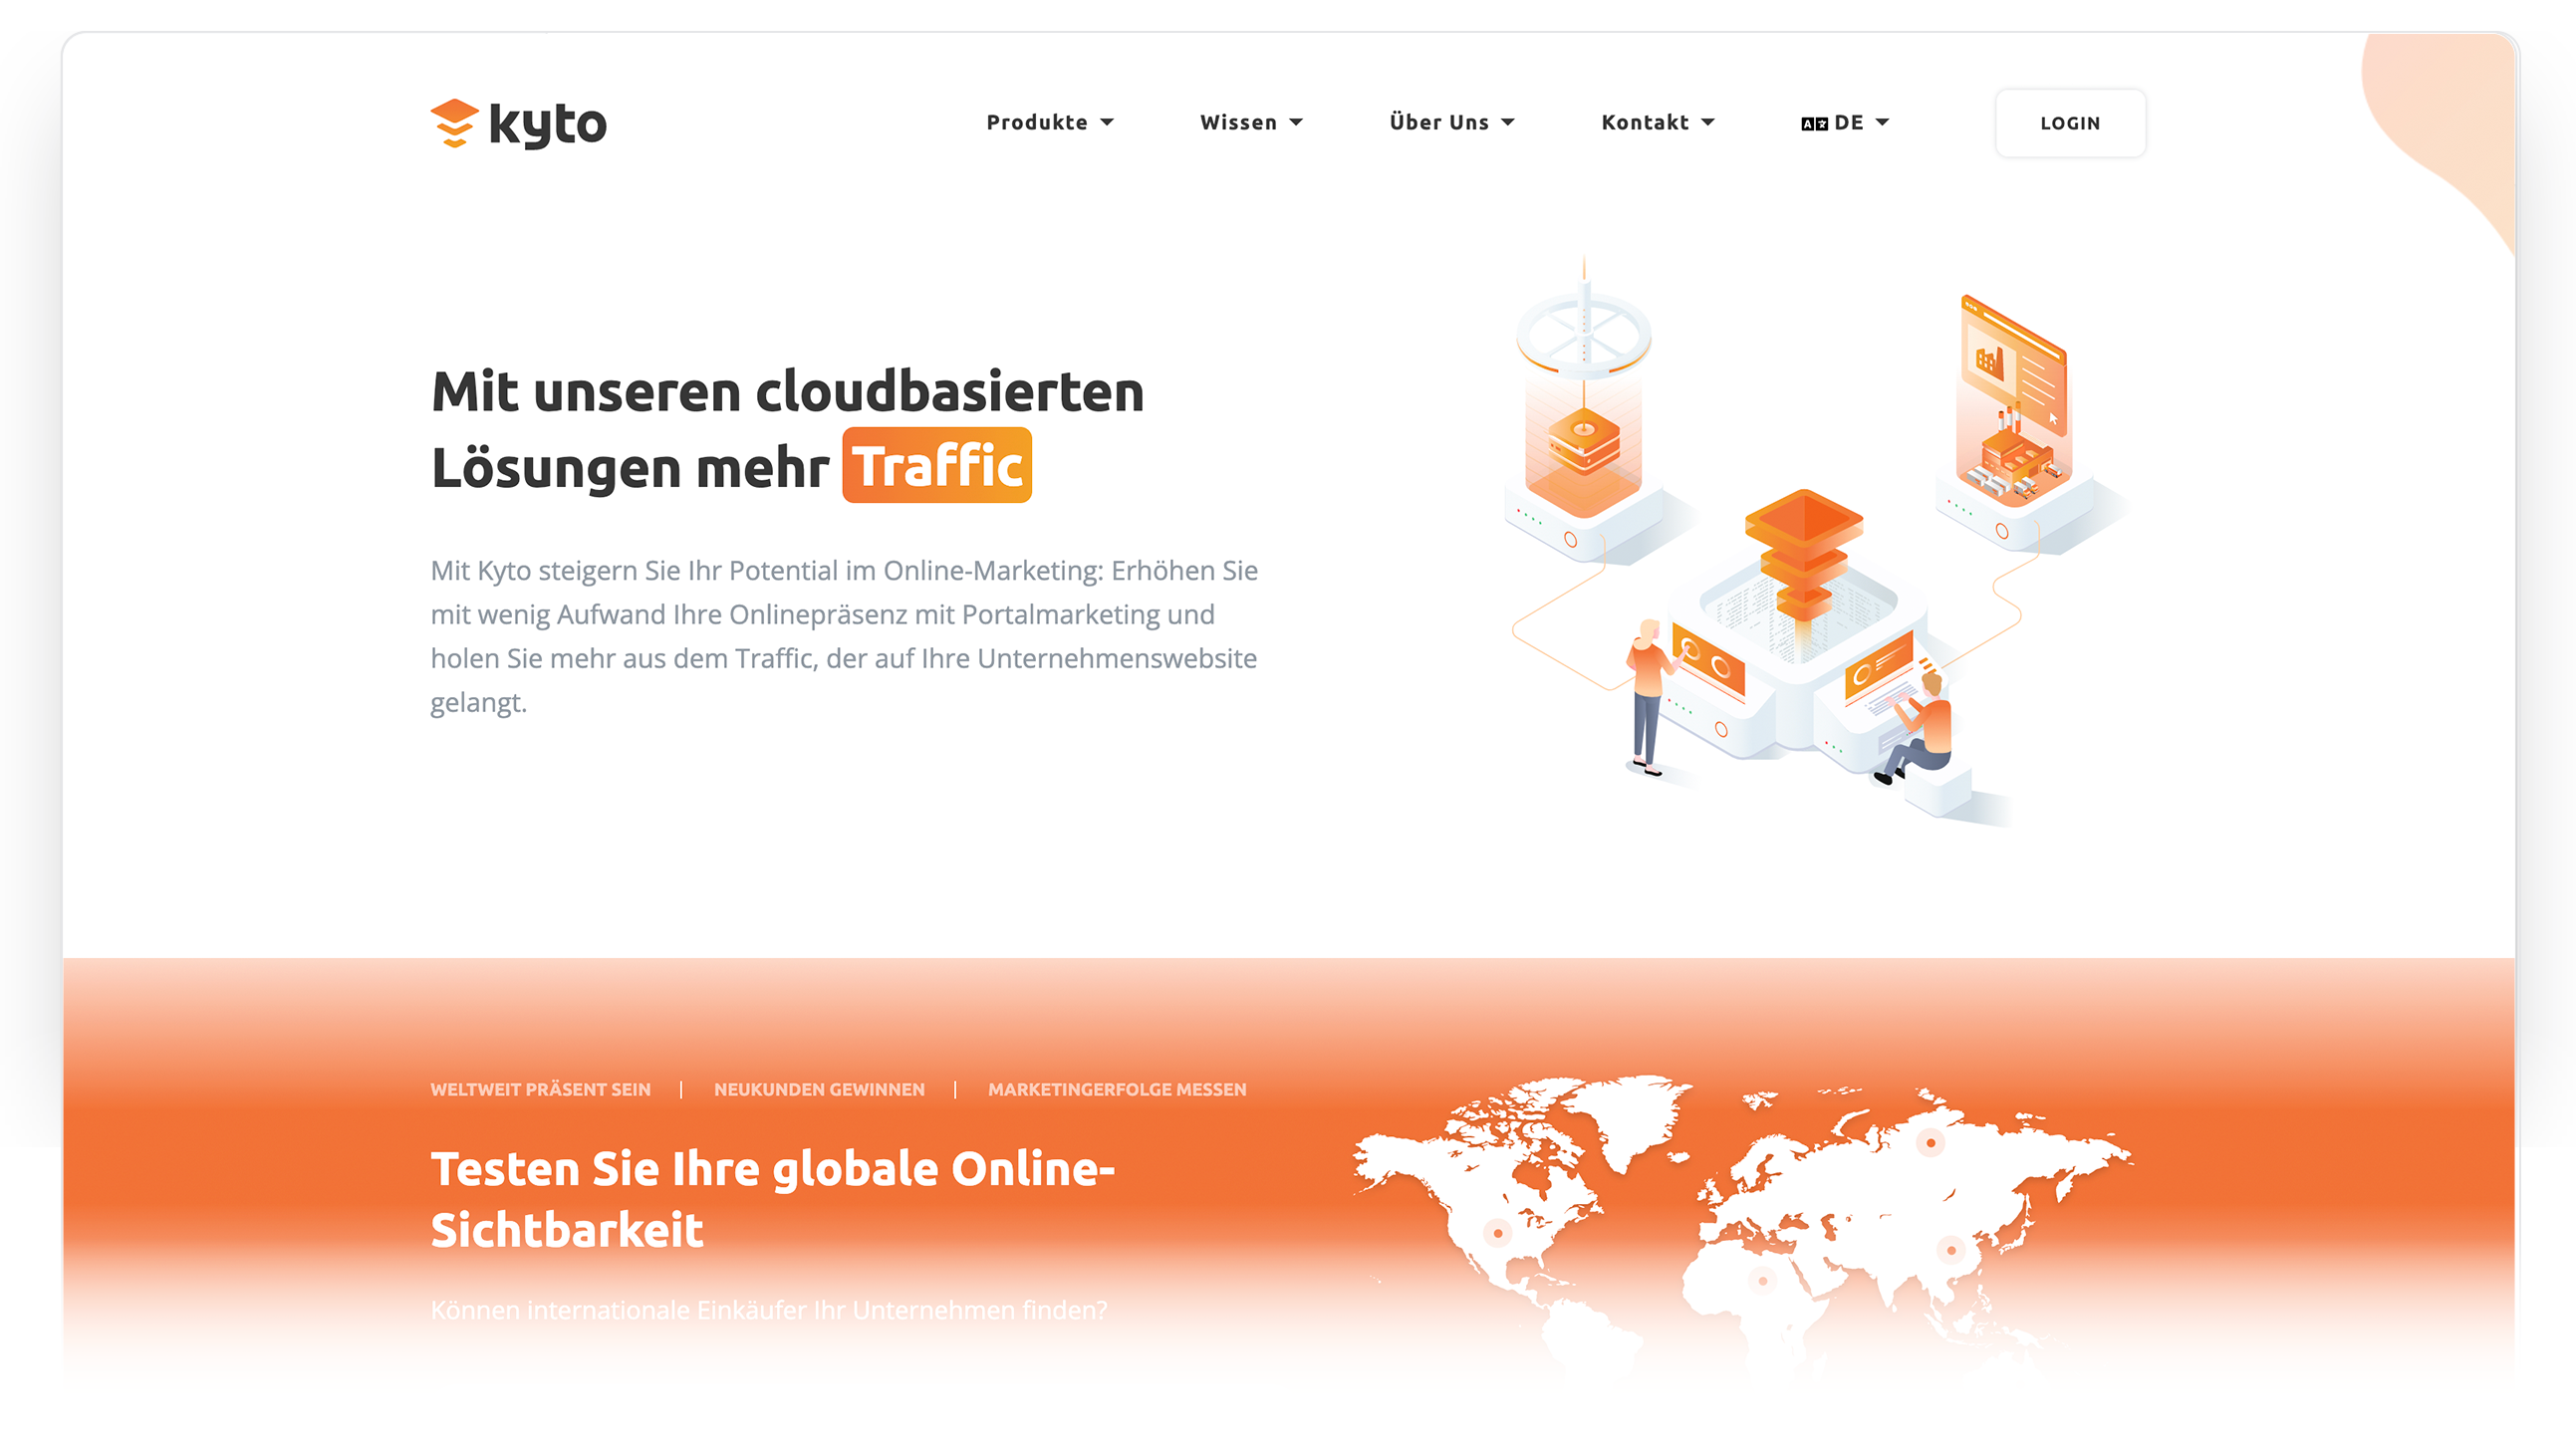 kyto
Produkte
Wissen
Über Uns
Kontakt
DE
LOGIN
Mit unseren cloudbasierten
Lösungen mehr Traffic
Mit Kyto steigern Sie Ihr Potential im Online-Marketing: Erhöhen Sie
mit wenig Aufwand Ihre Onlinepräsenz mit Portalmarketing und
holen Sie mehr aus dem Traffic, der auf Ihre Unternehmenswebsite
gelangt.
WELTWEIT PRÄSENT SEIN | NEUKUNDEN GEWINNEN | MARKETINGERFOLGE MESSEN
Testen Sie Ihre globale Online-
Sichtbarkeit
Können internationale Einkäufer Ihr Unternehmen finden?